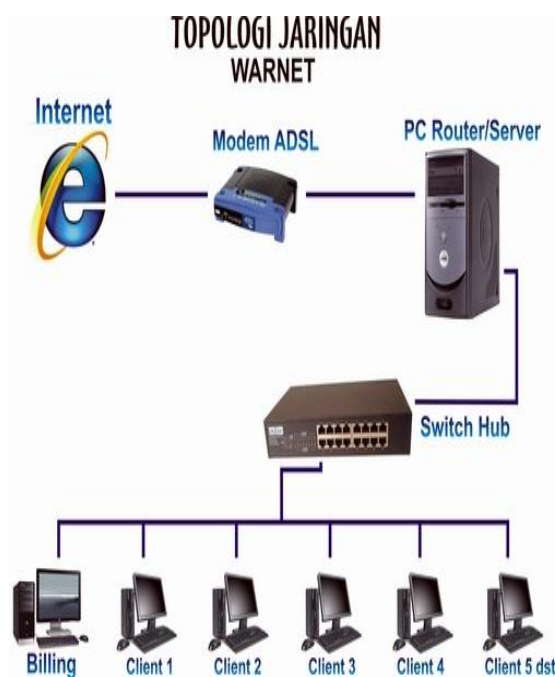 TOPOLOGI JARINGAN
WARNET
Internet
Modem ADSL
PC Router/Server
Switch Hub
Billing
Client 1
Client 2
Client 3
Client 4
Client 5 dst